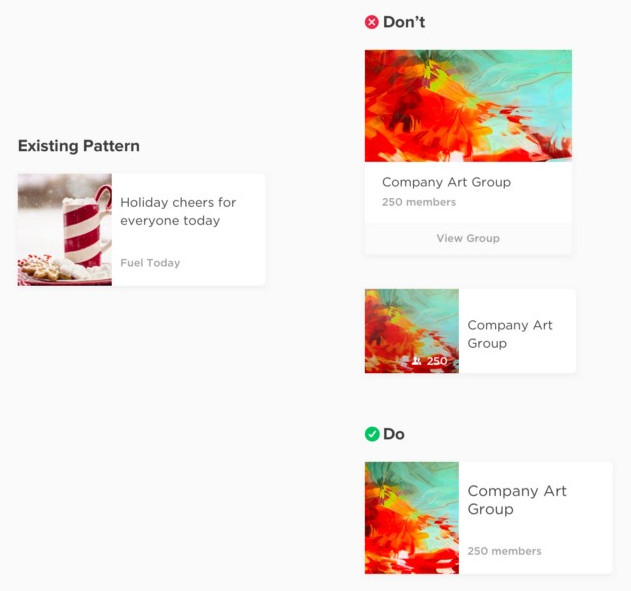 Don't
Existing Pattern
Holiday cheers for
everyone today
Fuel Today
Company Art Group
250 members
View Group
Company Art
Group
250
Do
Company Art
Group
250 members